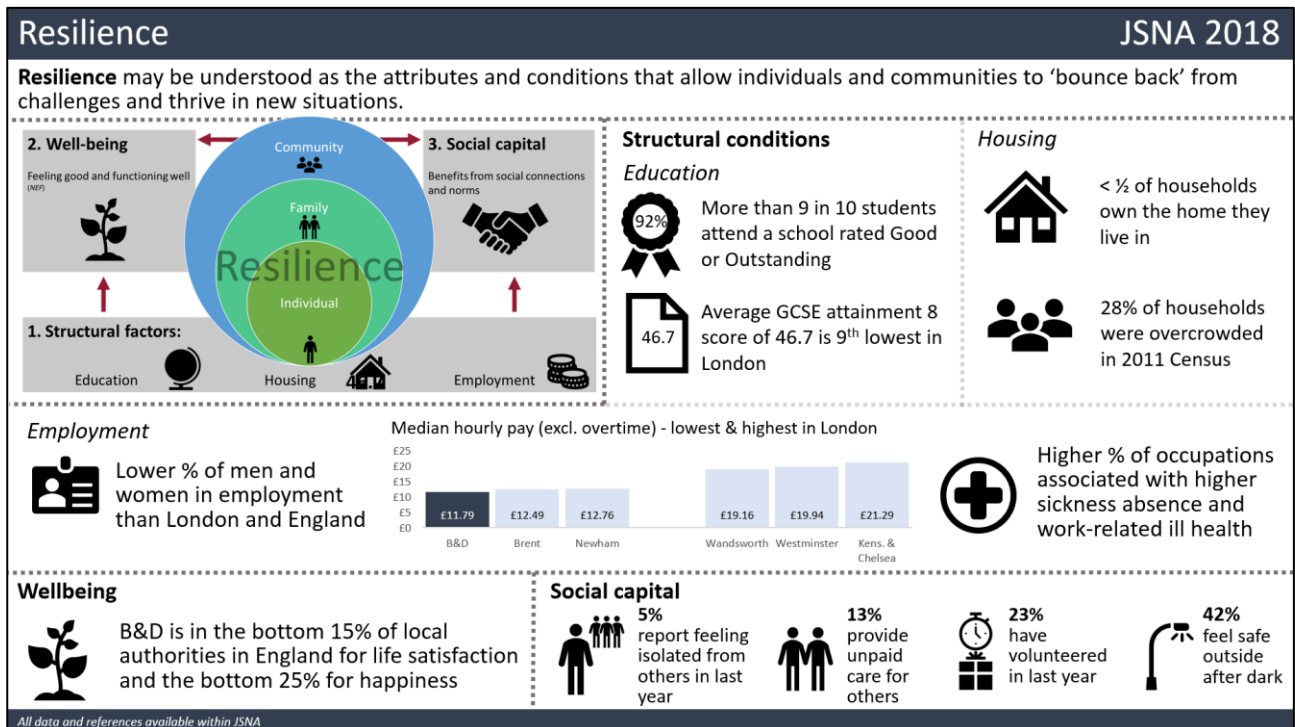 Resilience
JSNA 2018
Resilience may be understood as the attributes and conditions that allow individuals and communities to ‘bounce back’ from
challenges and thrive in new situations.
2. Well-being
Feeling good and functioning well
(NEF)
Community
Family
Resilience
Individual
3. Social capital
Benefits from social connections
and norms
1. Structural factors:
Education
Housing
Employment
Structural conditions
Education
92%
More than 9 in 10 students
attend a school rated Good
or Outstanding
46.7
Average GCSE attainment 8
score of 46.7 is 9th lowest in
London
Housing
< ½ of households
own the home they
live in
28% of households
were overcrowded
in 2011 Census
Employment
Lower % of men and
women in employment
than London and England
Median hourly pay (excl. overtime) - lowest & highest in London
£25
£20
£15
£10
£5
£0
£11.79
£12.49
£12.76
£19.16
£19.94
£21.29
B&D
Brent
Newham
Wandsworth
Westminster
Kens. &
Chelsea
Higher % of occupations
associated with higher
sickness absence and
work-related ill health
Wellbeing
B&D is in the bottom 15% of local
authorities in England for life satisfaction
and the bottom 25% for happiness
Social capital
5%
report feeling
isolated from
others in last
year
13%
provide
unpaid
care for
others
23%
have
volunteered
in last year
42%
feel safe
outside
after dark
All data and references available within JSNA